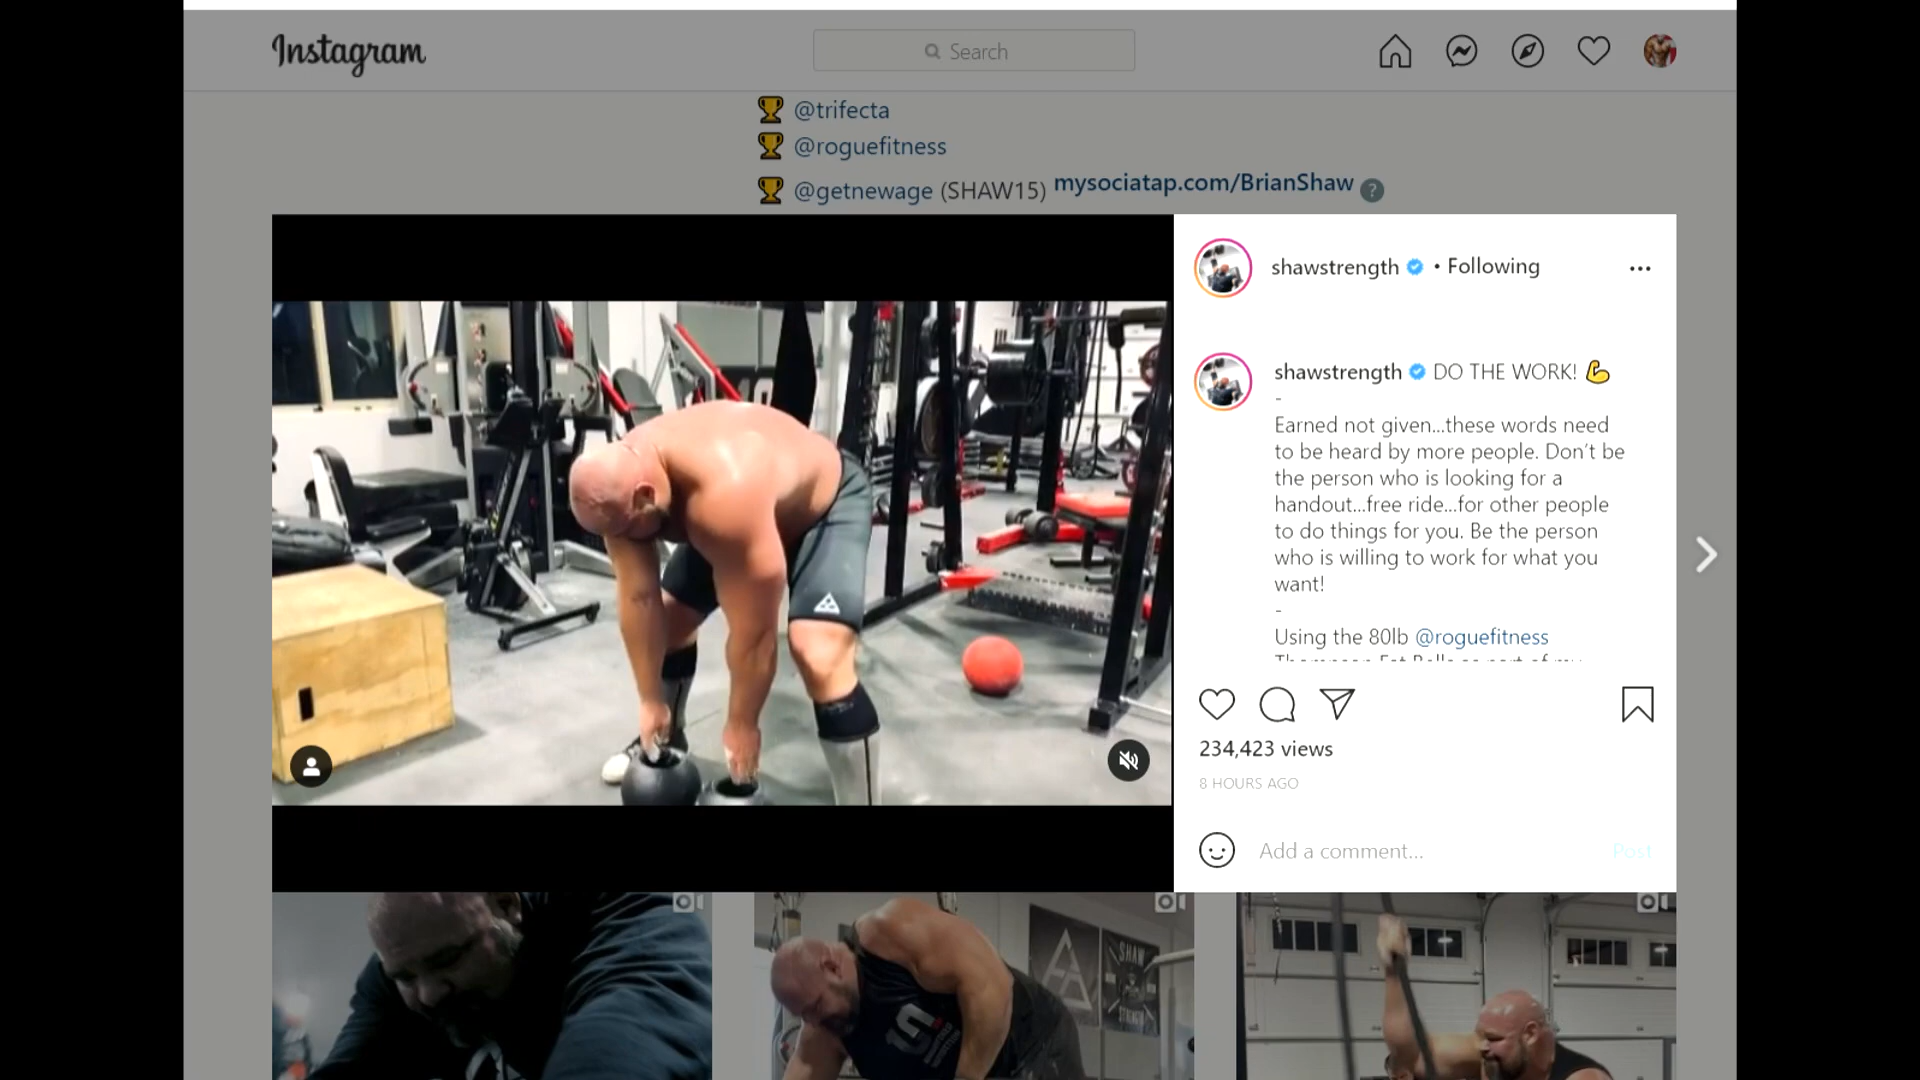 Instagram
Search
@trifecta
@roguefitness
@getnewage (SHAW15) mysociatap.com/BrianShaw ?
shawstrength • Following
shawstrength DO THE WORK!
-
Earned not given...these words need
to be heard by more people. Don't be
the person who is looking for a
handout...free ride...for other people
to do things for you. Be the person
who is willing to work for what you
want!
-
Using the 80lb @roguefitness
234,423 views
8 HOURS AGO
Add a comment... Post
SHAW
STRENGTH